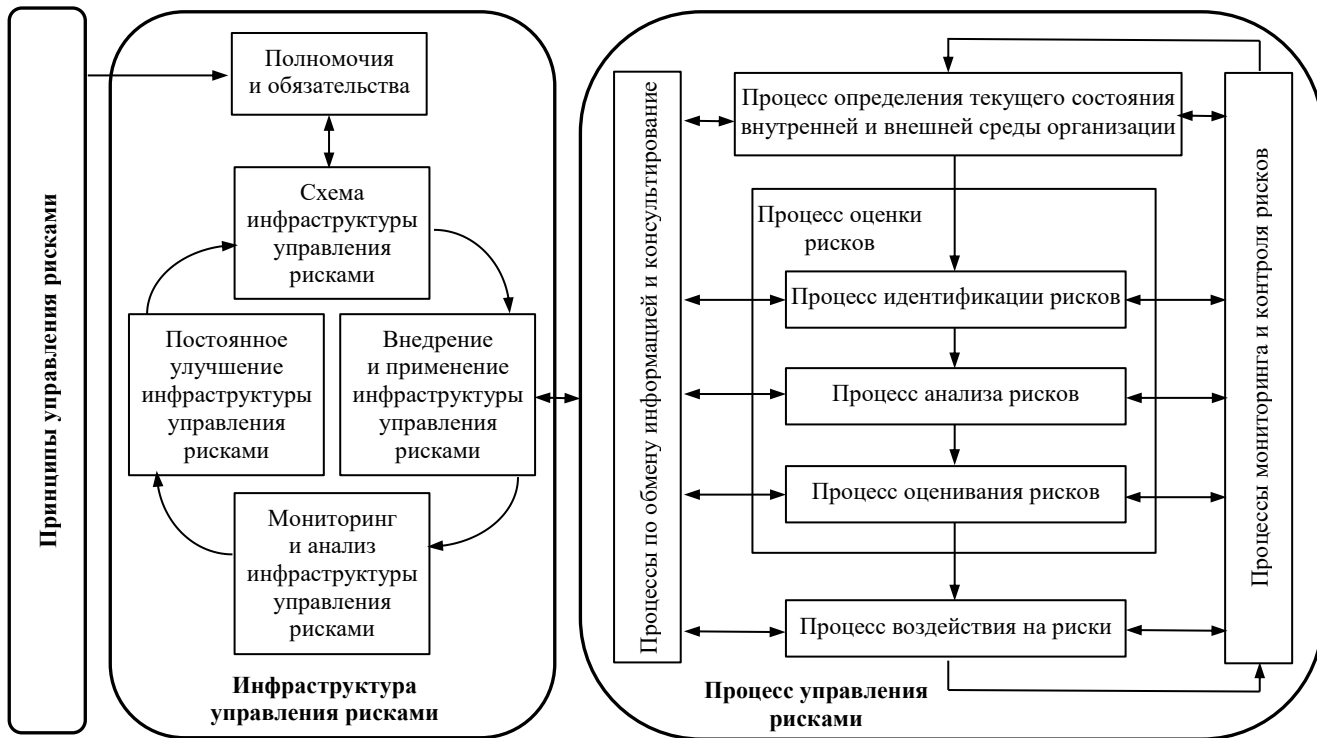 Принципы управления рисками
Полномочия
и обязательства
Схема
инфраструктуры
управления
рисками
Постоянное
улучшение
инфраструктуры
управления
рисками
Внедрение
и применение
инфраструктуры
управления
рисками
Мониторинг
и анализ
инфраструктуры
управления
рисками
Инфраструктура
управления рисками
Процессы по обмену информацией и консультирование
Процесс определения текущего состояния
внутренней и внешней среды организации
Процесс оценки
рисков
Процесс идентификации рисков
Процесс анализа рисков
Процесс оценивания рисков
Процесс воздействия на риски
Процессы мониторинга и контроля рисков
Процесс управления
рисками